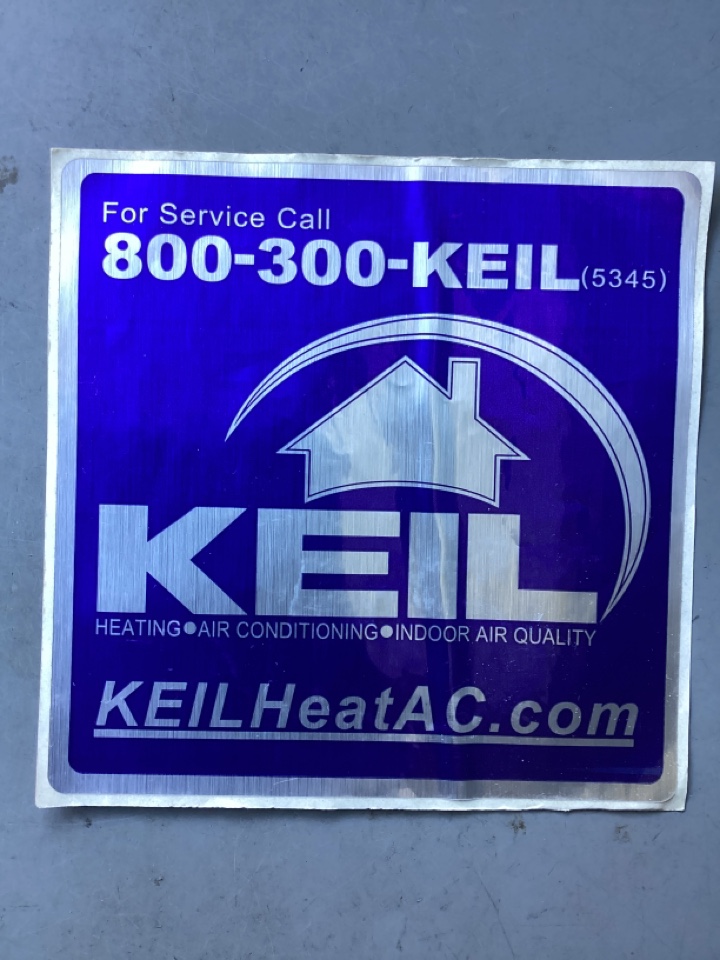 For Service Call
800-300-KEIL(5345)
KEIL
HEATING●AIR CONDITIONING●INDOOR AIR QUALITY
KEILHeatAC.com